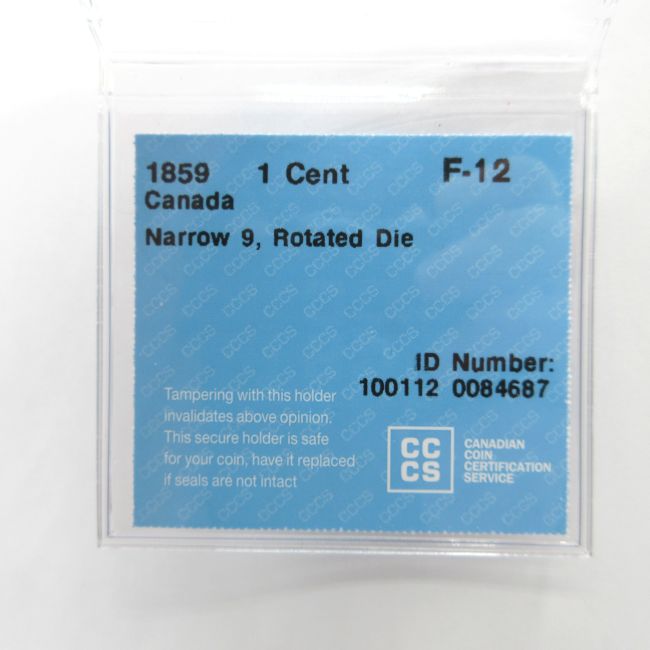 1859 1 Cent F-12
Canada
Narrow 9, Rotated Die
ID Number:
100112 0084687
Tampering with this holder
invalidates above opinion.
This secure holder is safe
for your coin, have it replaced
if seals are not intact
CC
CS
CANADIAN
COIN
CERTIFICATION
SERVICE